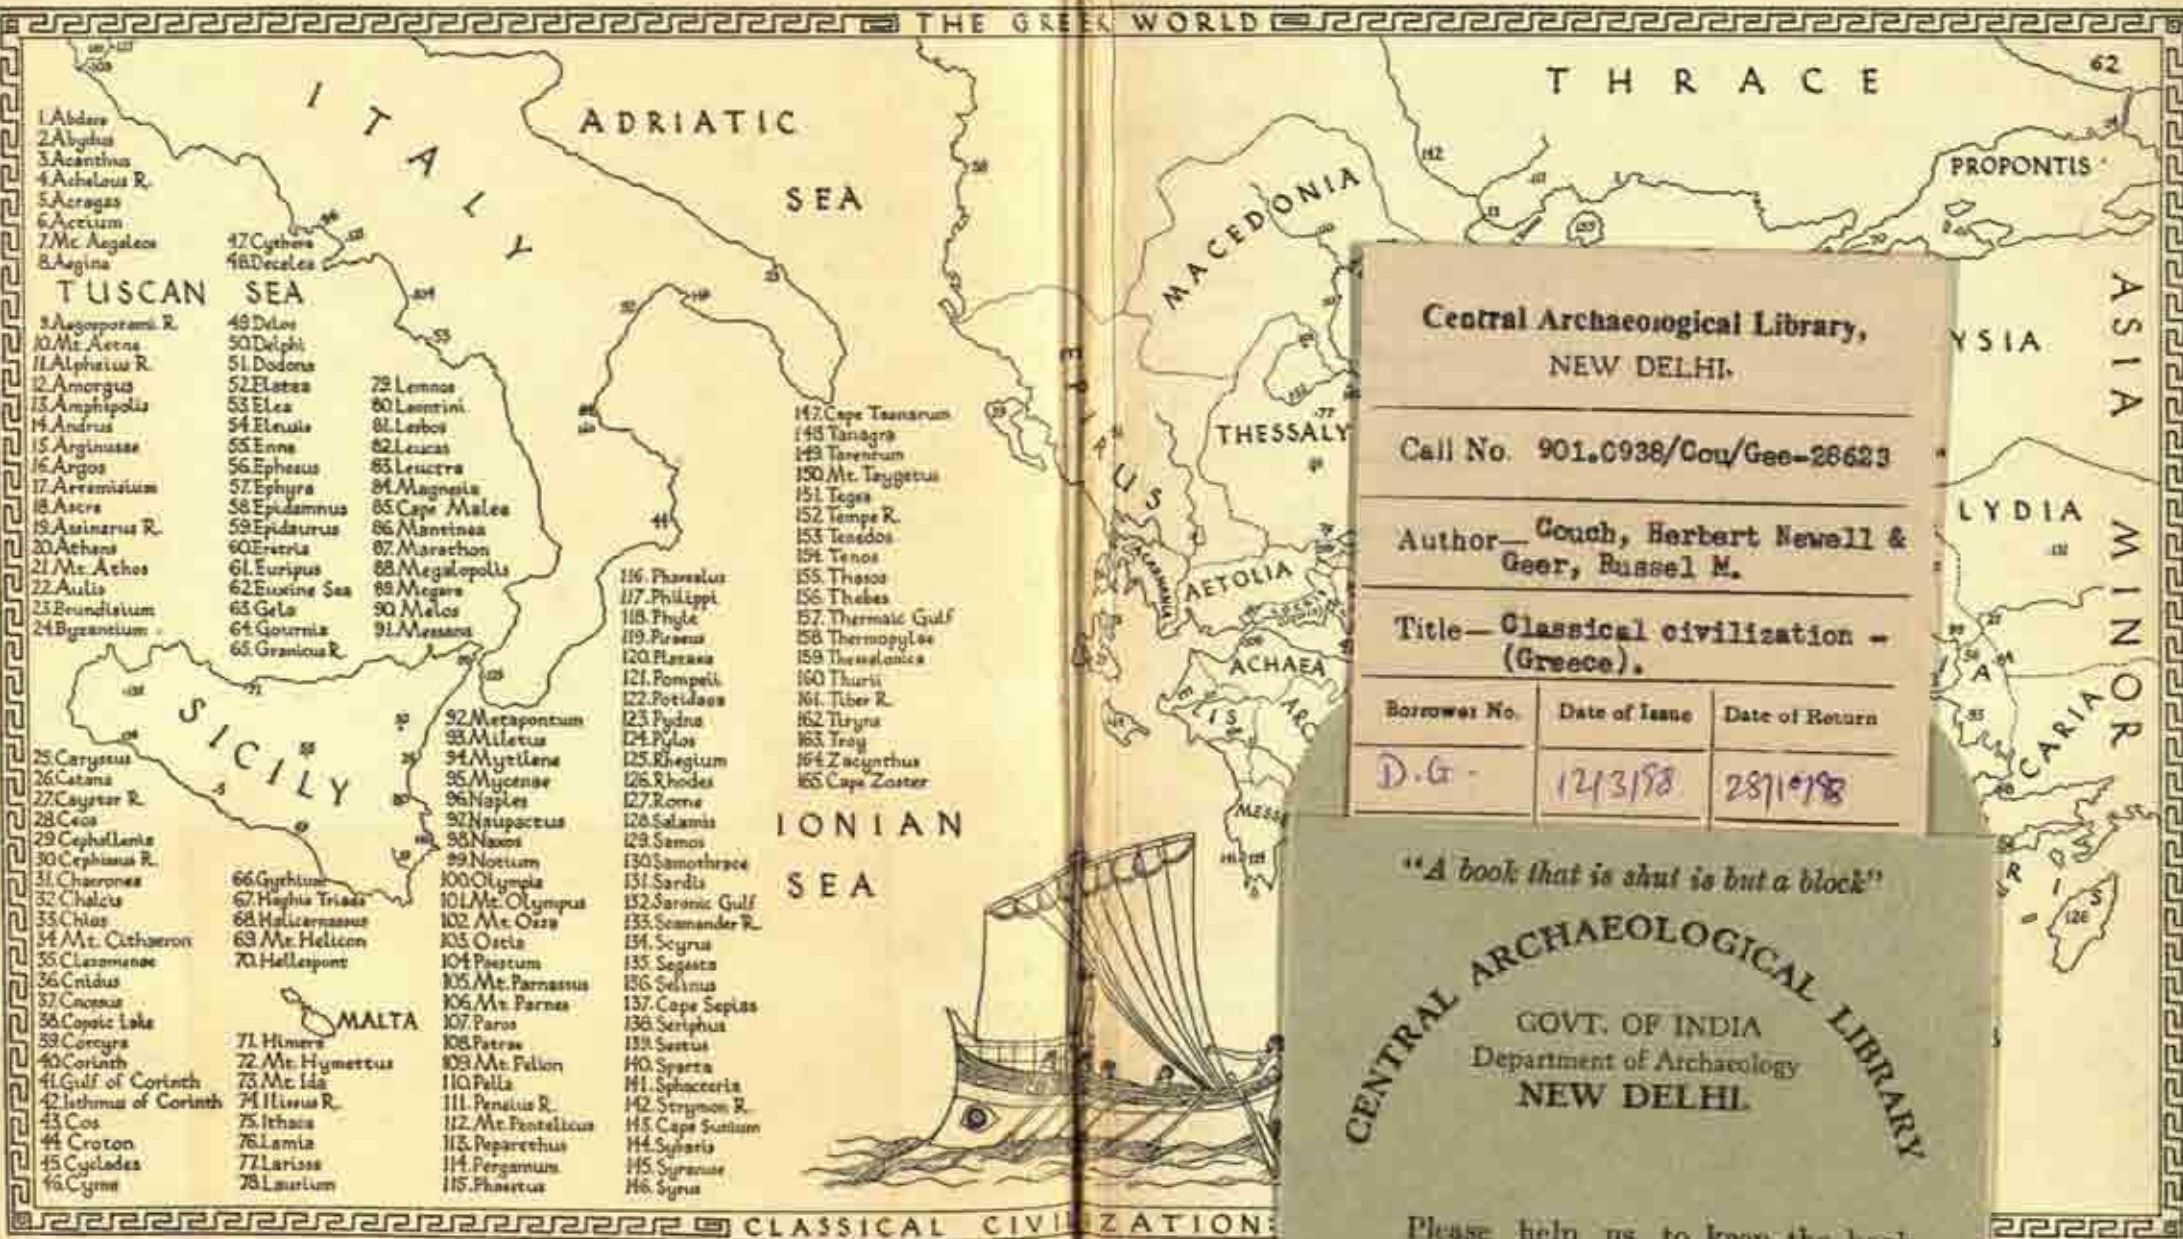 THE GREEK WORLD
ITALY
ADRIATIC
SEA
THRACE
62
142
MACEDONIA
PROPONTIS
ASIA MINOR
1.Abdera
2.Abydus
3.Acanthus
4.Achelous R.
5.Acragas
6.Actium
7.Mt. Aegaleos
8.Aegina
47.Cythera
48.Decelea
TUSCAN SEA
9.Aegospotami R.
10.Mt. Aetna
11.Alpheius R.
12.Amorgus
13.Amphipolis
14.Andrus
15.Arginusae
16.Argos
17.Artemisium
18.Ascra
19.Assinarus R.
20.Athens
21.Mt. Athos
22.Aulis
23.Brundisium
24.Byzantium
49.Delos
50.Delphi
51.Dodona
52.Elatea
53.Elea
54.Eleusis
55.Enna
56.Ephesus
57.Ephyra
58.Epidamnus
59.Epidaurus
60.Eretria
61.Euripus
62.Euxine Sea
63.Gela
64.Gournia
65.Granicus R.
79.Lemnos
80.Leontini
81.Lesbos
82.Leucas
83.Leuctra
84.Magnesia
85.Cape Malea
86.Mantinea
87.Marathon
88.Megalopolis
89.Megara
90.Melos
91.Messana
SICILY
25.Carystus
26.Catana
27.Cayster R.
28.Ceos
29.Cephallenia
30.Cephissus R.
31.Chaeronea
32.Chalcis
33.Chios
34.Mt. Cithaeron
35.Clazomenae
36.Cnidus
37.Cnossus
38.Copaic Lake
39.Corcyra
40.Corinth
41.Gulf of Corinth
42.Isthmus of Corinth
43.Cos
44.Croton
45.Cyclades
46.Cyme
66.Gythium
67.Haghia Triada
68.Halicarnassus
69.Mt. Helicon
70.Hellespont
MALTA
71.Himera
72.Mt. Hymettus
73.Mt. Ida
74.Ilissus R.
75.Ithaca
76.Lamia
77.Larissa
78.Laurium
92.Metapontum
93.Miletus
94.Mytilene
95.Mycenae
96.Naples
97.Naupactus
98.Naxos
99.Notium
100.Olympia
101.Mt. Olympus
102.Mt. Ossa
103.Ostia
104.Paestum
105.Mt. Parnassus
106.Mt. Parnes
107.Paros
108.Patrae
109.Mt. Pelion
110.Pella
111.Peneius R.
112.Mt. Pentelicus
113.Peparethus
114.Pergamum
115.Phaestus
116.Pharsalus
117.Philippi
118.Phyle
119.Piraeus
120.Plataea
121.Pompeii
122.Potidaea
123.Pydna
124.Pylos
125.Rhegium
126.Rhodes
127.Rome
128.Salamis
129.Samos
130.Samothrace
131.Sardis
132.Saronic Gulf
133.Scamander R.
134.Scyrus
135.Segesta
136.Selinus
137.Cape Sepias
138.Seriphus
139.Sestus
140.Sparta
141.Sphacteria
142.Strymon R.
143.Cape Sunium
144.Sybaris
145.Syracuse
146.Syrus
147.Cape Taenarum
148.Tanagra
149.Tarentum
150.Mt. Taygetus
151.Tegea
152.Tempe R.
153.Tenedos
154.Tenos
155.Thasos
156.Thebes
157.Thermaic Gulf
158.Thermopylae
159.Thessalonica
160.Thurii
161.Tiber R.
162.Tiryns
163.Troy
164.Zacynthus
165.Cape Zoster
IONIAN
SEA
EPIRUS
THESSALY
ACARNANIA
AETOLIA
ACHAEA
ELIS
ARC
MESSE
YSIA
LYDIA
CARIA
126
Central Archaeological Library,
NEW DELHI.
Call No. 901.0938/Cou/Gee-28623
Author— Couch, Herbert Newell &
Geer, Russel M.
Title— Classical civilization -
(Greece).
Borrower No. Date of Issue Date of Return
D.G. 12/3/98 28/10/98
"A book that is shut is but a block"
CENTRAL ARCHAEOLOGICAL LIBRARY
GOVT. OF INDIA
Department of Archaeology
NEW DELHI.
Please help us to keep the book
CLASSICAL CIVILIZATION: